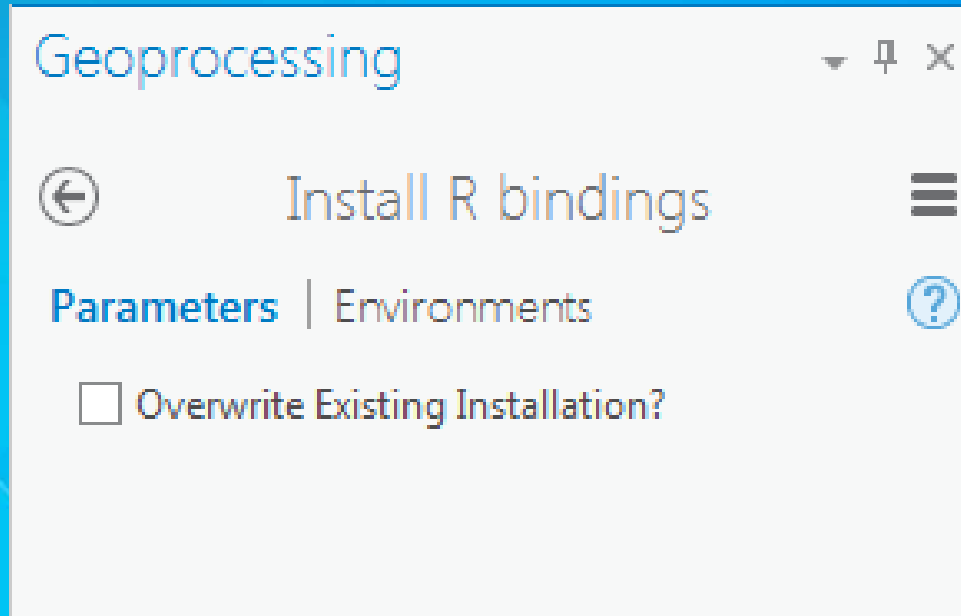 Geoprocessing
Install R bindings
Parameters | Environments
Overwrite Existing Installation?